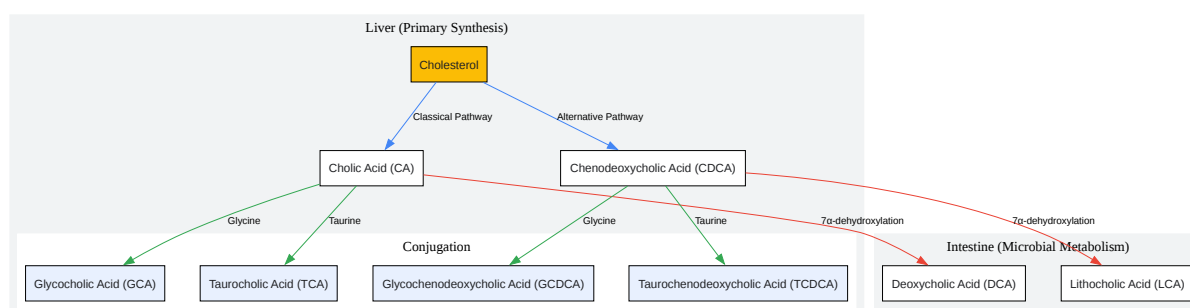 Liver (Primary Synthesis)
Cholesterol
Classical Pathway
Alternative Pathway
Cholic Acid (CA)
Chenodeoxycholic Acid (CDCA)
Glycine
Taurine
Glycine
Taurine
7α-dehydroxylation
7α-dehydroxylation
Conjugation
Intestine (Microbial Metabolism)
Glycocholic Acid (GCA)
Taurocholic Acid (TCA)
Glycochenodeoxycholic Acid (GCDCA)
Taurochenodeoxycholic Acid (TCDCA)
Deoxycholic Acid (DCA)
Lithocholic Acid (LCA)